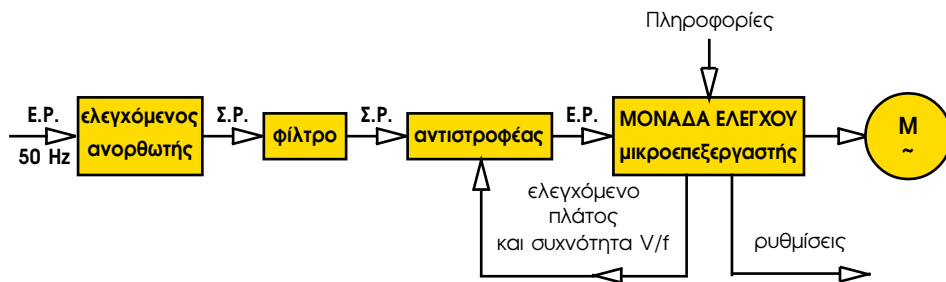 Πληροφορίες
Ε.Ρ.
50 Hz
ελεγχόμενος
ανορθωτής
Σ.Ρ.
φίλτρο
Σ.Ρ.
αντιστροφέας
Ε.Ρ.
ΜΟΝΑΔΑ ΕΛΕΓΧΟΥ
μικροεπεξεργαστής
Μ
~
ελεγχόμενο
πλάτος
και συχνότητα V/f
ρυθμίσεις